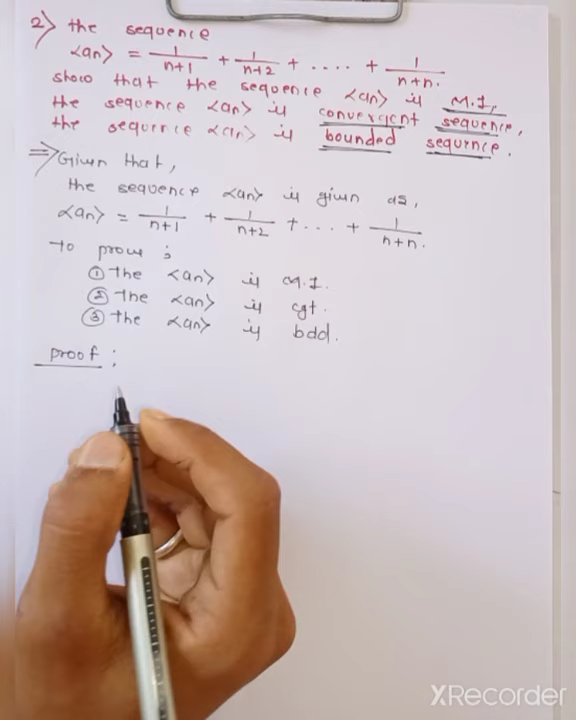 2) the sequence
<an> = 1/n+1 + 1/n+2 + .... + 1/n+n.
show that the sequence <an> is M.I,
the sequence <an> is convergent sequence,
the sequence <an> is bounded sequence.
=> Given that,
the sequence <an> is given as,
<an> = 1/n+1 + 1/n+2 + ... + 1/n+n.
To prove :
① The <an> is M.I.
② The <an> is cgt.
③ The <an> is bdd.
proof :
XRecorder